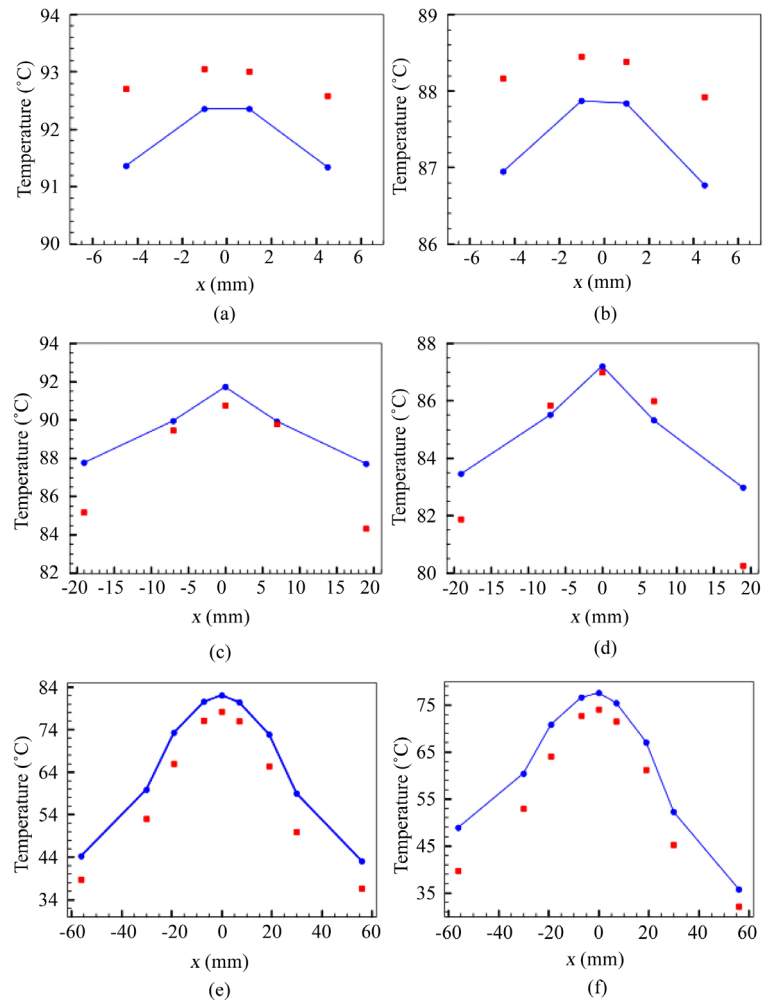 94
93
92
91
90
Temperature (˚C)
-6 -4 -2 0 2 4 6
x (mm)
(a)
89
88
87
86
Temperature (˚C)
-6 -4 -2 0 2 4 6
x (mm)
(b)
94
92
90
88
86
84
82
Temperature (˚C)
-20 -15 -10 -5 0 5 10 15 20
x (mm)
(c)
88
86
84
82
80
Temperature (˚C)
-20 -15 -10 -5 0 5 10 15 20
x (mm)
(d)
84
74
64
54
44
34
Temperature (˚C)
-60 -40 -20 0 20 40 60
x (mm)
(e)
75
65
55
45
35
Temperature (˚C)
-60 -40 -20 0 20 40 60
x (mm)
(f)